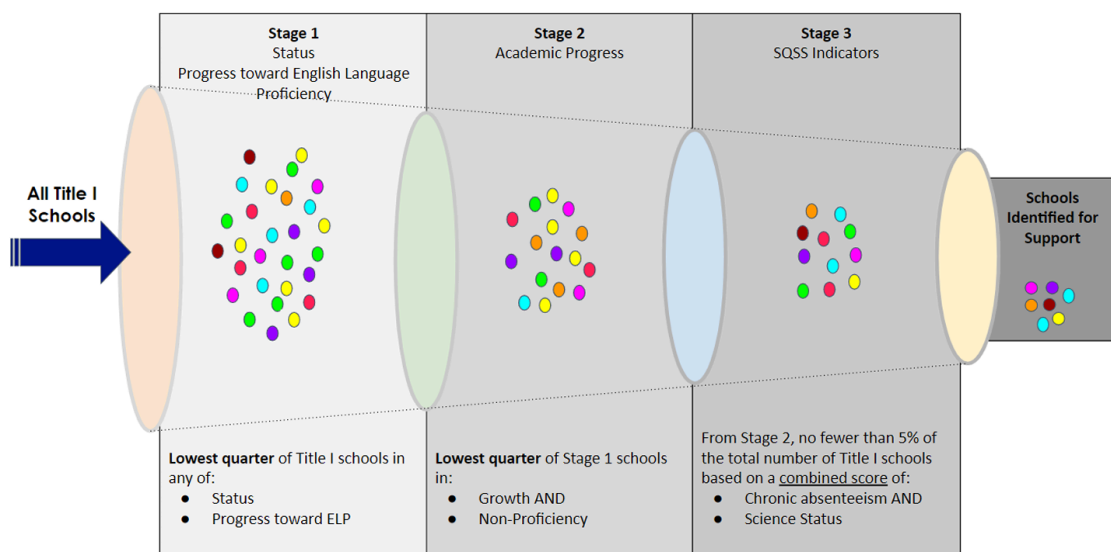 Stage 1
Status
Progress toward English Language
Proficiency
Stage 2
Academic Progress
Stage 3
SQSS Indicators
All Title I
Schools
Schools
Identified for
Support
Lowest quarter of Title I schools in
any of:
● Status
● Progress toward ELP
Lowest quarter of Stage 1 schools
in:
● Growth AND
● Non-Proficiency
From Stage 2, no fewer than 5% of
the total number of Title I schools
based on a combined score of:
● Chronic absenteeism AND
● Science Status